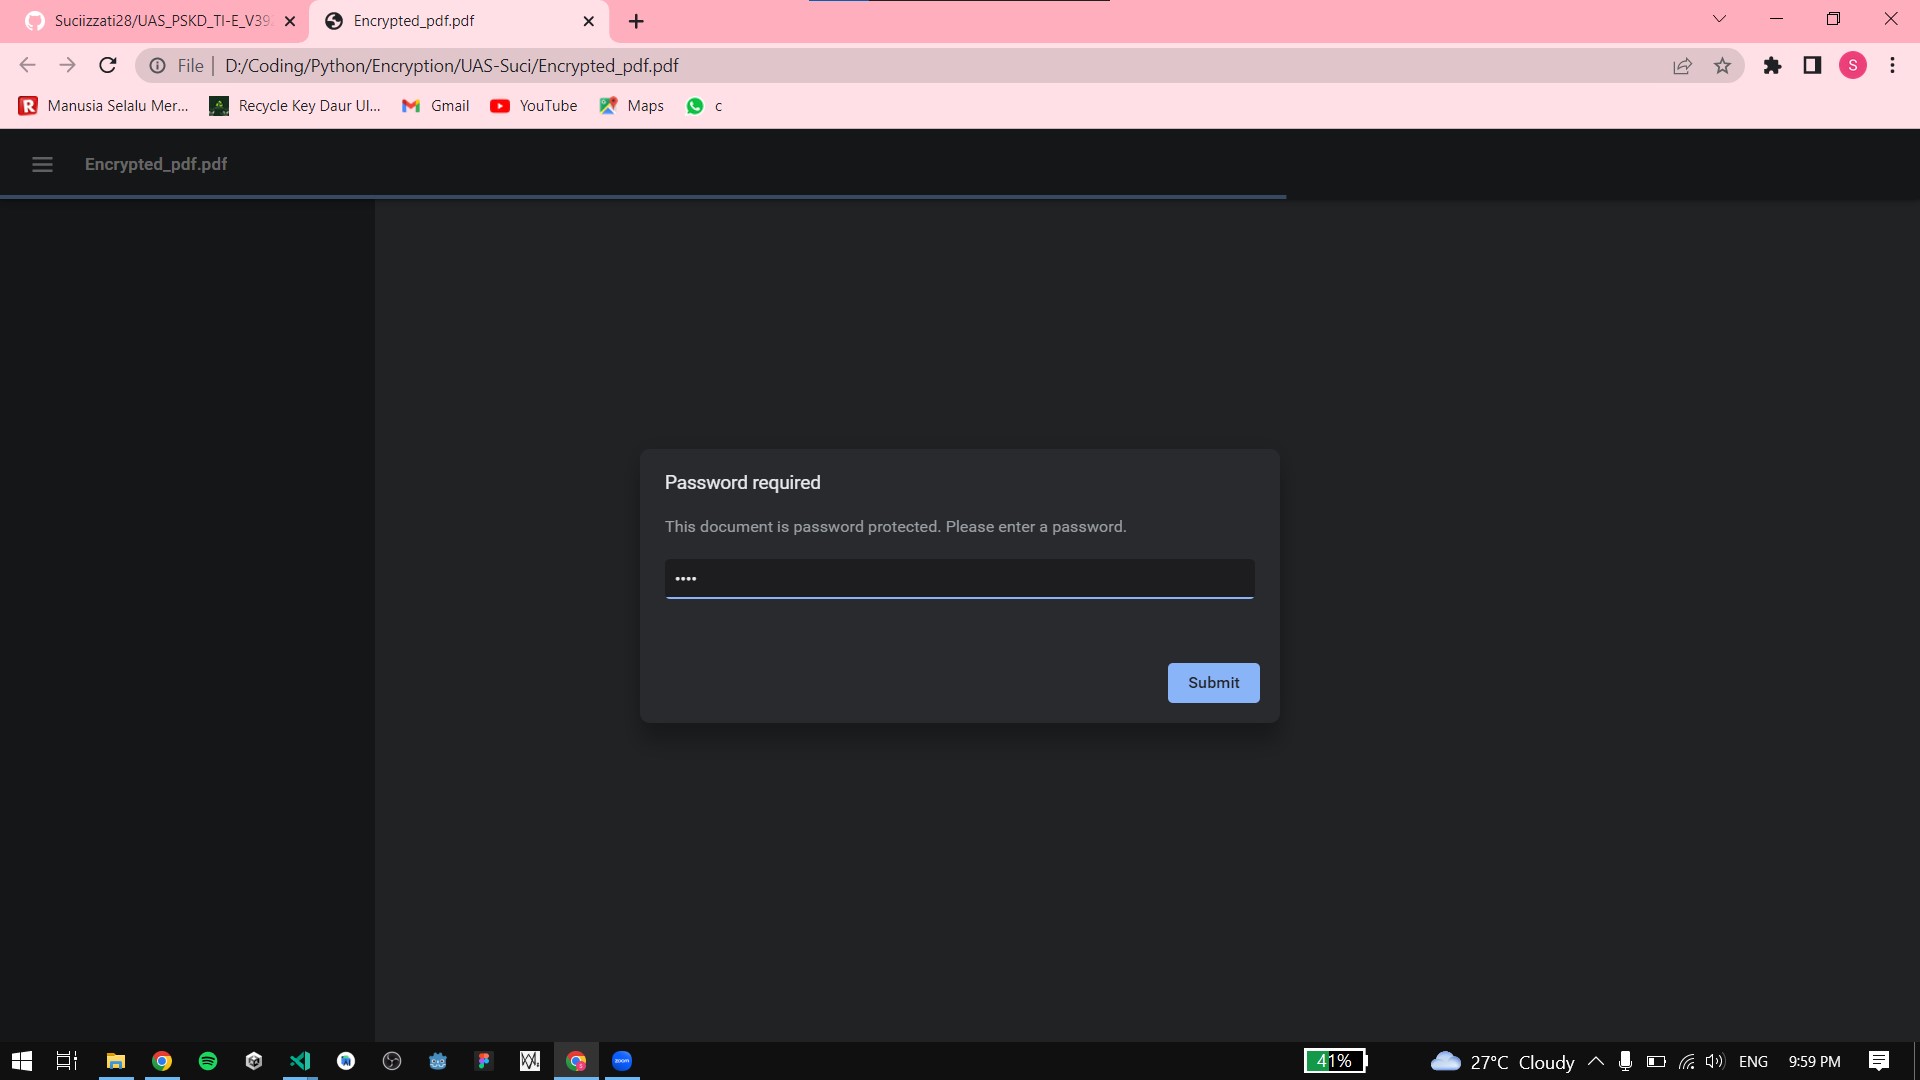 Suciizzati28/UAS_PSKD_TI-E_V392
Encrypted_pdf.pdf
File
D:/Coding/Python/Encryption/UAS-Suci/Encrypted_pdf.pdf
S
Manusia Selalu Mer...
Recycle Key Daur Ul...
Gmail
YouTube
Maps
c
Encrypted_pdf.pdf
Password required
This document is password protected. Please enter a password.
••••
Submit
zoom
41%
27°C Cloudy
ENG
9:59 PM